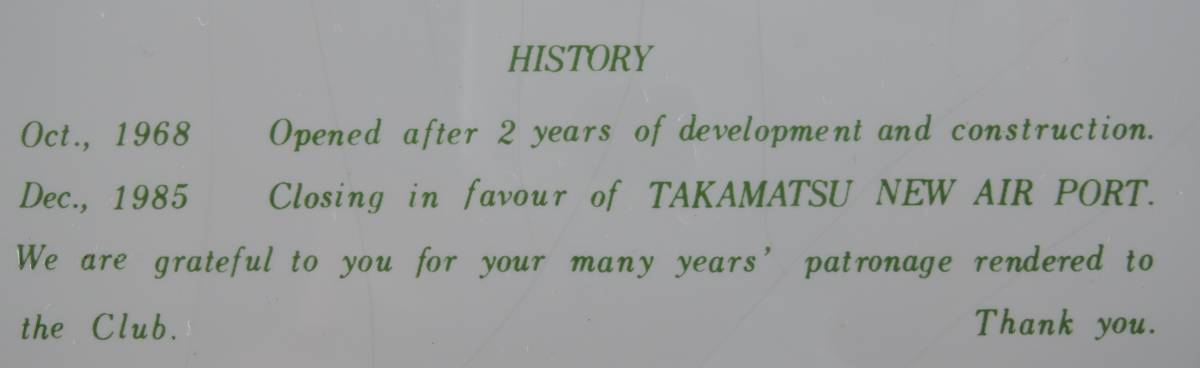 HISTORY
Oct., 1968 Opened after 2 years of development and construction.
Dec., 1985 Closing in favour of TAKAMATSU NEW AIR PORT.
We are grateful to you for your many years' patronage rendered to
the Club. Thank you.